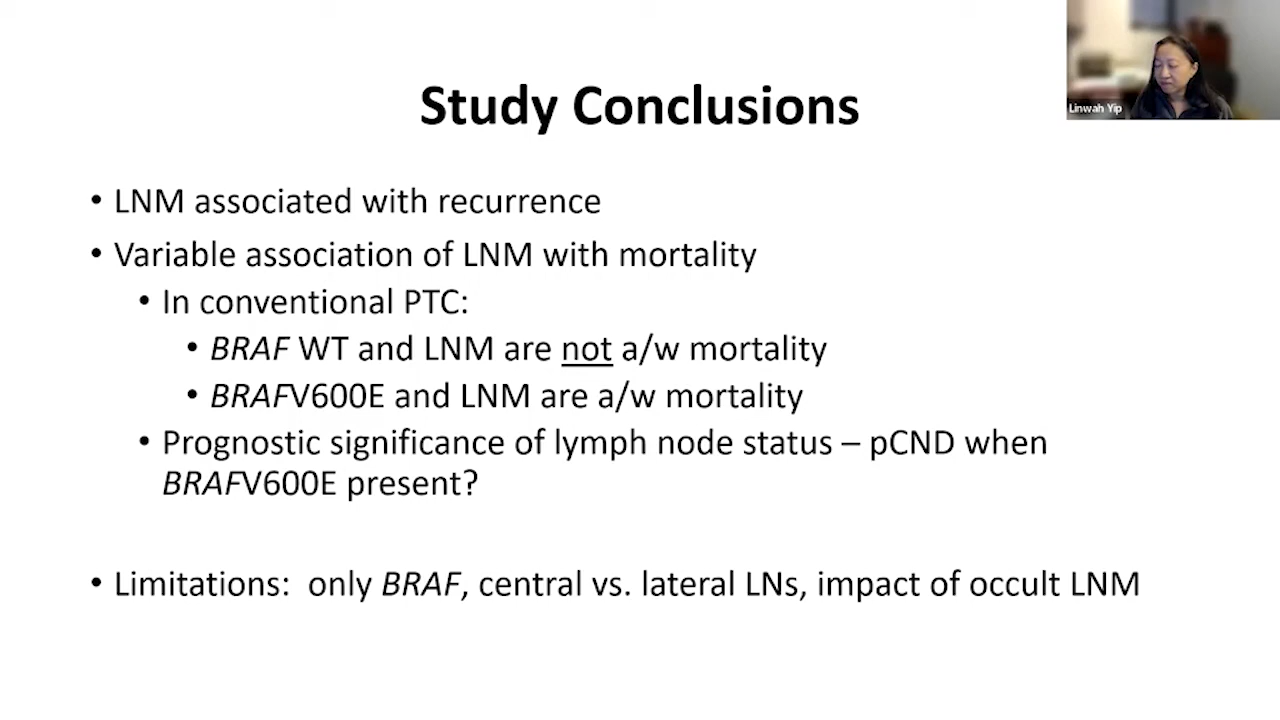 Linwah Yip
Study Conclusions
• LNM associated with recurrence
• Variable association of LNM with mortality
• In conventional PTC:
• BRAF WT and LNM are not a/w mortality
• BRAFV600E and LNM are a/w mortality
• Prognostic significance of lymph node status – pCND when
BRAFV600E present?
• Limitations:  only BRAF, central vs. lateral LNs, impact of occult LNM